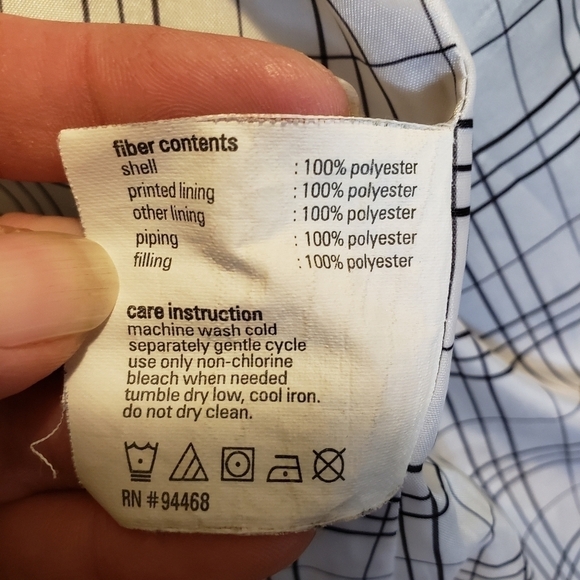 fiber contents
shell : 100% polyester
printed lining : 100% polyester
other lining : 100% polyester
piping : 100% polyester
filling : 100% polyester
care instruction
machine wash cold
separately gentle cycle
use only non-chlorine
bleach when needed
tumble dry low, cool iron.
do not dry clean.
RN #94468